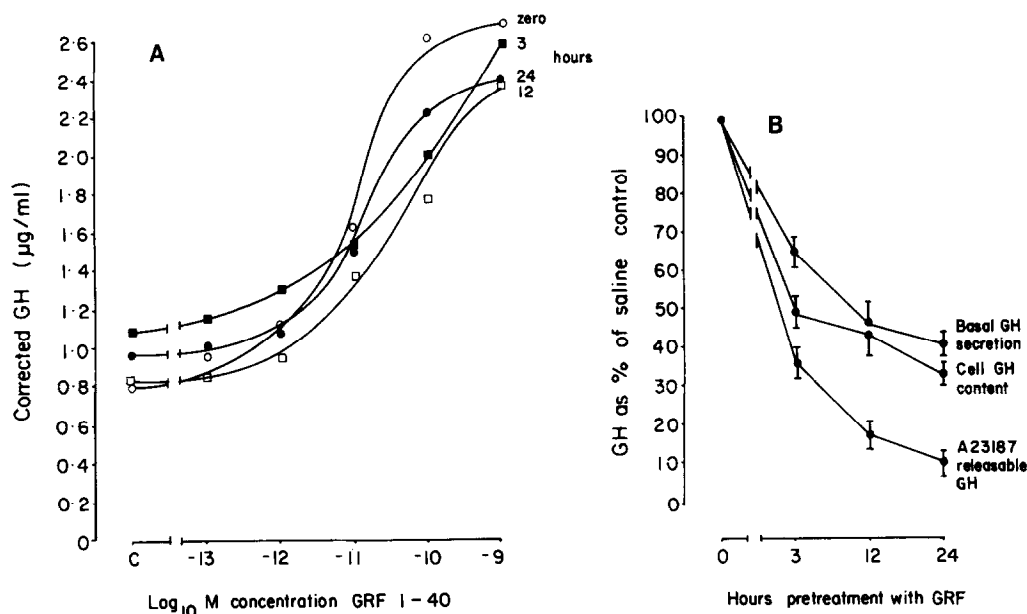 A
2·6
2·4
2·2
2·0
1·8
1·6
1·4
1·2
1·0
0·8
0·6
0·4
0·2
0
Corrected GH (µg/ml)
C -13 -12 -11 -10 -9
Log10 M concentration GRF 1-40
zero
3
hours
24
12
B
100
90
80
70
60
50
40
30
20
10
0
GH as % of saline control
Basal GH
secretion
Cell GH
content
A23187
releasable
GH
0 3 12 24
Hours pretreatment with GRF